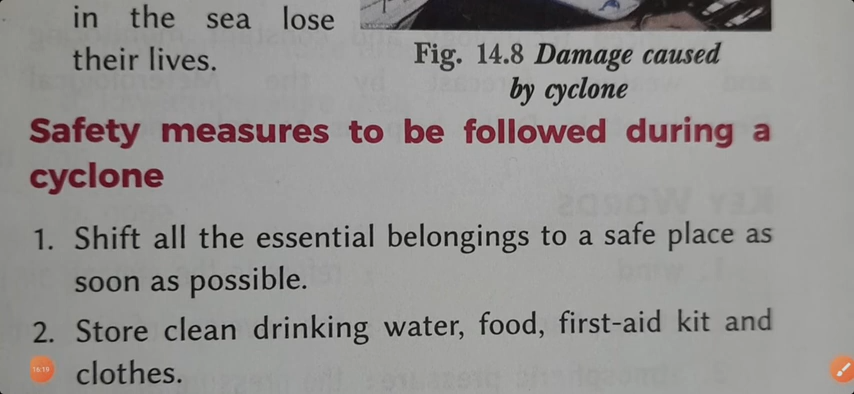 in the sea lose
their lives.
Fig. 14.8 Damage caused
by cyclone
Safety measures to be followed during a
cyclone
1. Shift all the essential belongings to a safe place as
soon as possible.
2. Store clean drinking water, food, first-aid kit and
clothes.
16:19